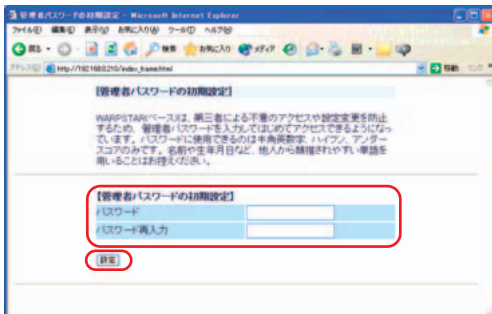 管理者パスワードの初期設定 - Microsoft Internet Explorer
ファイル(F) 編集(E) 表示(V) お気に入り(A) ツール(T) ヘルプ(H)
戻る 検索 お気に入り メディア
アドレス(D) http://192.168.0.210/index_frame.html 移動
【管理者パスワードの初期設定】
WARPSTARベースは、第三者による不意のアクセスや設定変更を防止
するため、管理者パスワードを入力してはじめてアクセスできるようになっ
ています。パスワードに使用できるのは半角英数字、ハイフン、アンダー
スコアのみです。名前や生年月日など、他人から類推されやすい単語を
用いることはお控えください。
【管理者パスワードの初期設定】
パスワード
パスワード再入力
設定